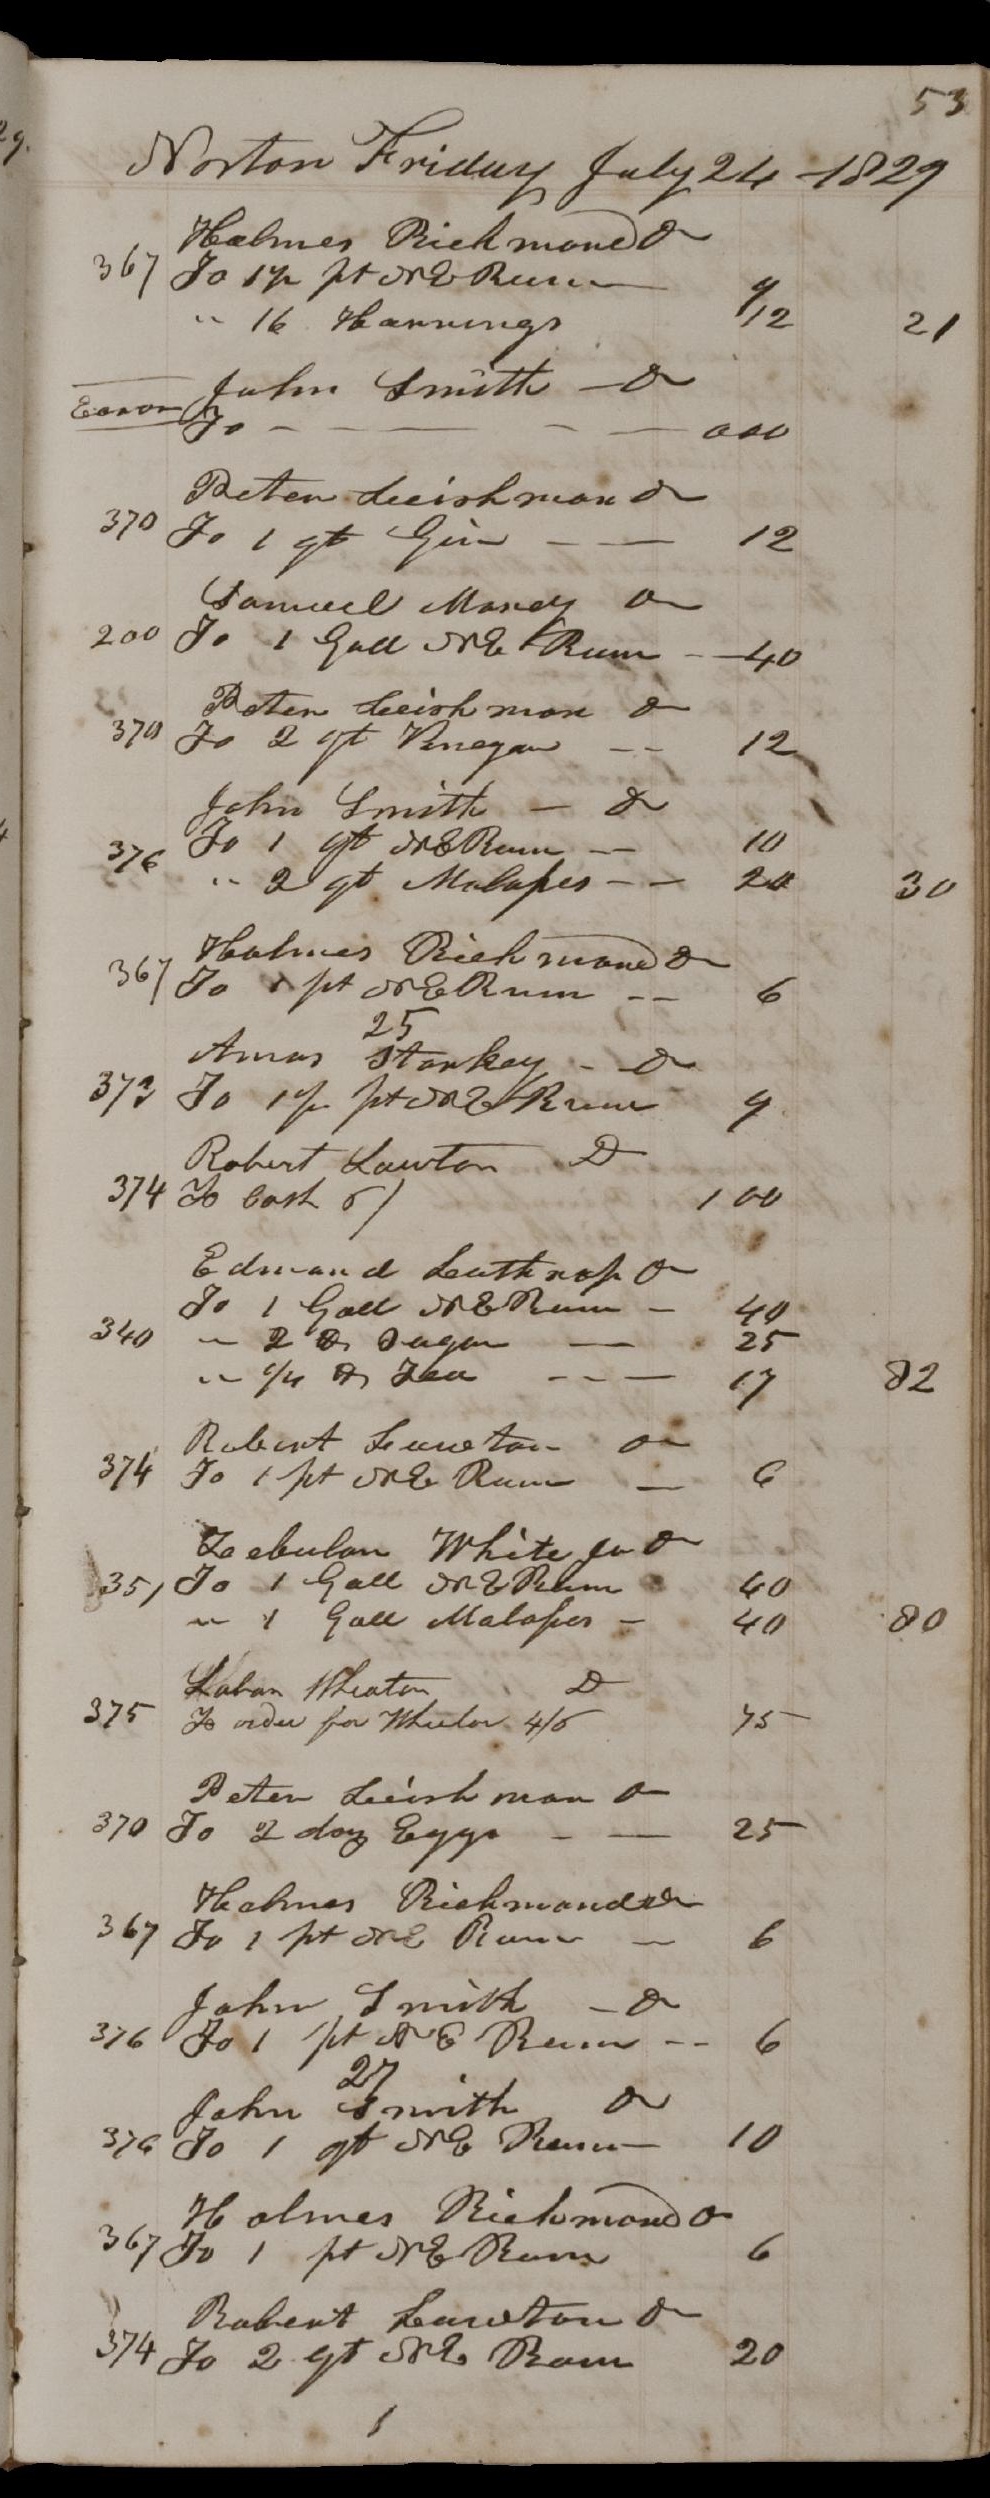 53
Norton Friday July 24 - 1829
Holmes Richmond Dr
367 To 1 1/2 pt N E Rum 9
" 16 Harrings 12 21
John Smith - Dr
Error To - - - - - 000
Peter Leishman Dr
370 To 1 qt Gin - - 12
Samuel Morey Dr
200 To 1 Gall N E Rum - 40
Peter Leishman Dr
370 To 2 qt Vinegar - - 12
John Smith - Dr
376 To 1 qt N E Rum - - 10
" 2 qt Molasses - - 20 30
Holmes Richmond Dr
367 To 1 pt N E Rum - - 6
25
Amos Starkey - Dr
373 To 1 1/2 pt N E Rum 9
Robert Lawton Dr
374 To Cash 6/ 1 00
Edmund Leathrop Dr
To 1 Gall N E Rum - 40
340 " 2 lb Sugar - 25
" 1/4 lb Tea - - - 17 82
Robert Lawton Dr
374 To 1 pt N E Rum - 6
Zebulon White Jr Dr
351 To 1 Gall N E Rum 40
" 1 Gall Molasses - 40 80
Laban Wheaton Dr
375 To order for Wheelor 4/6 75
Peter Leishman Dr
370 To 2 doz Eggs - - 25
Holmes Richmond Dr
367 To 1 pt N E Rum - 6
John Smith - Dr
376 To 1 pt N E Rum - - 6
27
John Smith Dr
376 To 1 qt N E Rum - 10
Holmes Richmond Dr
367 To 1 pt N E Rum 6
Robert Lawton Dr
374 To 2 qt N E Rum 20
1